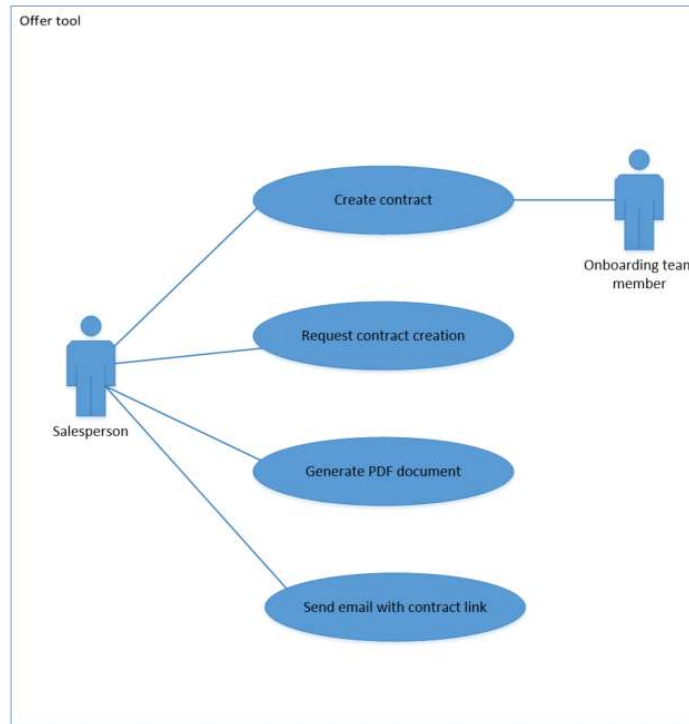 Offer tool
Create contract
Onboarding team
member
Request contract creation
Salesperson
Generate PDF document
Send email with contract link